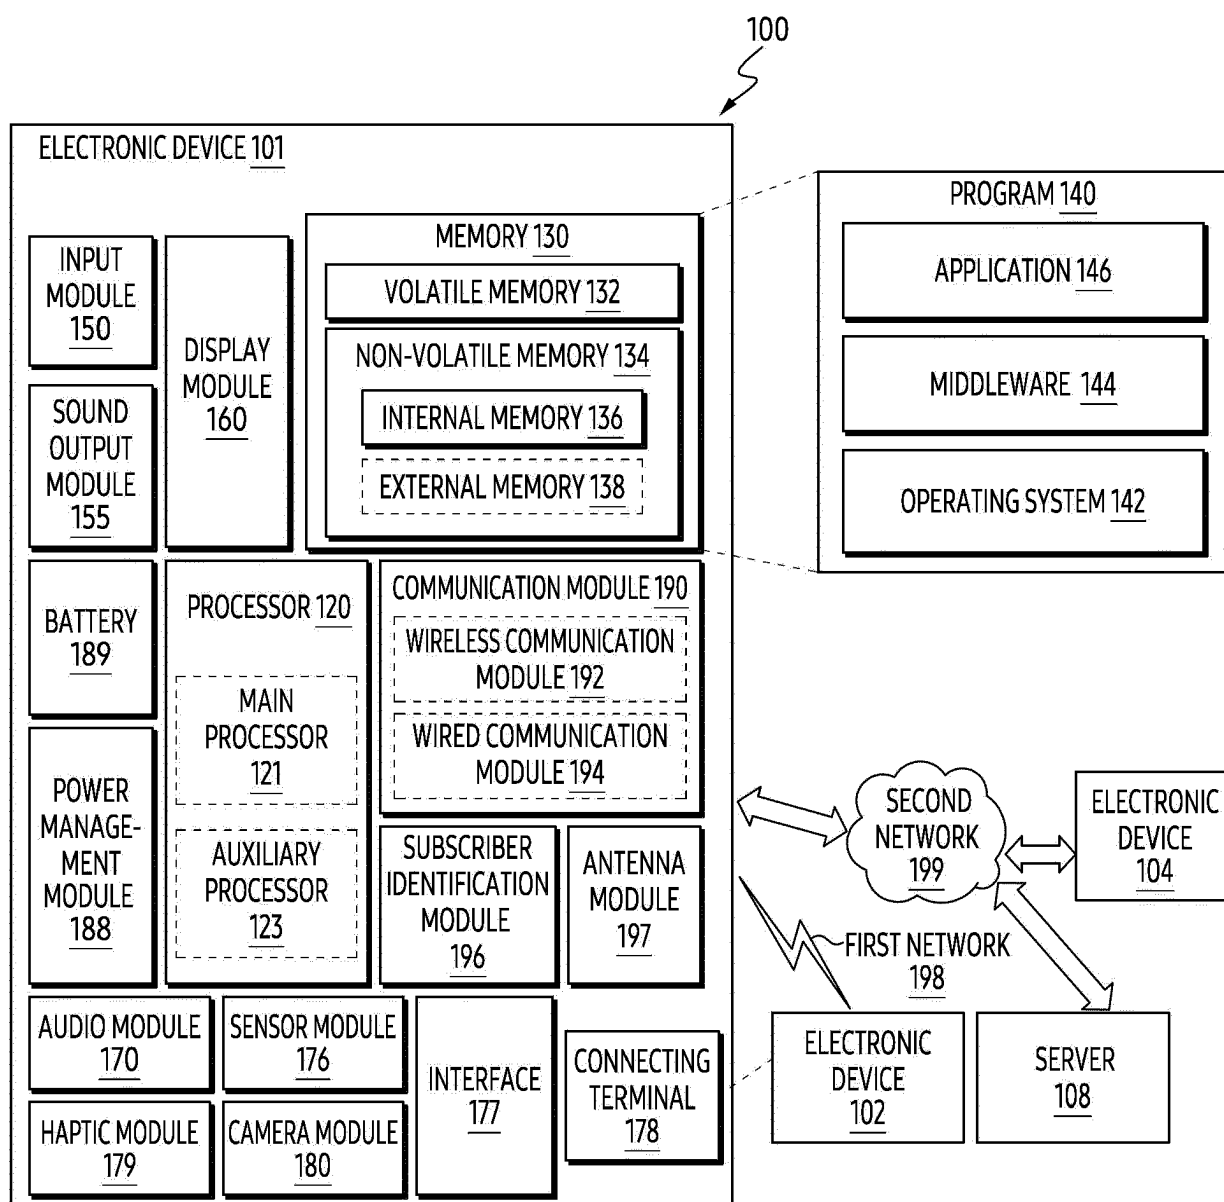 100
ELECTRONIC DEVICE 101
INPUT
MODULE
150
SOUND
OUTPUT
MODULE
155
DISPLAY
MODULE
160
MEMORY 130
VOLATILE MEMORY 132
NON-VOLATILE MEMORY 134
INTERNAL MEMORY 136
EXTERNAL MEMORY 138
PROGRAM 140
APPLICATION 146
MIDDLEWARE 144
OPERATING SYSTEM 142
BATTERY
189
POWER
MANAGE-
MENT MODULE
188
PROCESSOR 120
MAIN
PROCESSOR
121
AUXILIARY
PROCESSOR
123
COMMUNICATION MODULE 190
WIRELESS COMMUNICATION
MODULE 192
WIRED COMMUNICATION
MODULE 194
SUBSCRIBER
IDENTIFICATION
MODULE
196
ANTENNA
MODULE
197
SECOND
NETWORK
199
ELECTRONIC
DEVICE
104
FIRST NETWORK
198
AUDIO MODULE
170
SENSOR MODULE
176
INTERFACE
177
CONNECTING
TERMINAL
178
ELECTRONIC
DEVICE
102
SERVER
108
HAPTIC MODULE
179
CAMERA MODULE
180